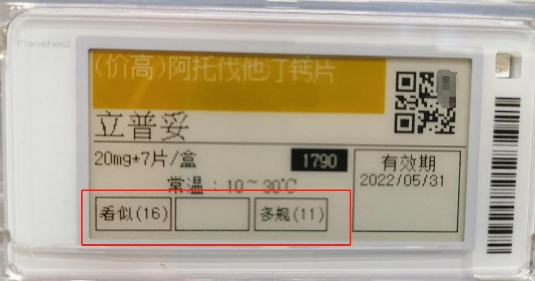 Hanshow
(价高)阿托伐他汀钙片
立普妥
20mg*7片/盒
1790
常温：10～30℃
看似(16)
多规(11)
有效期
2022/05/31